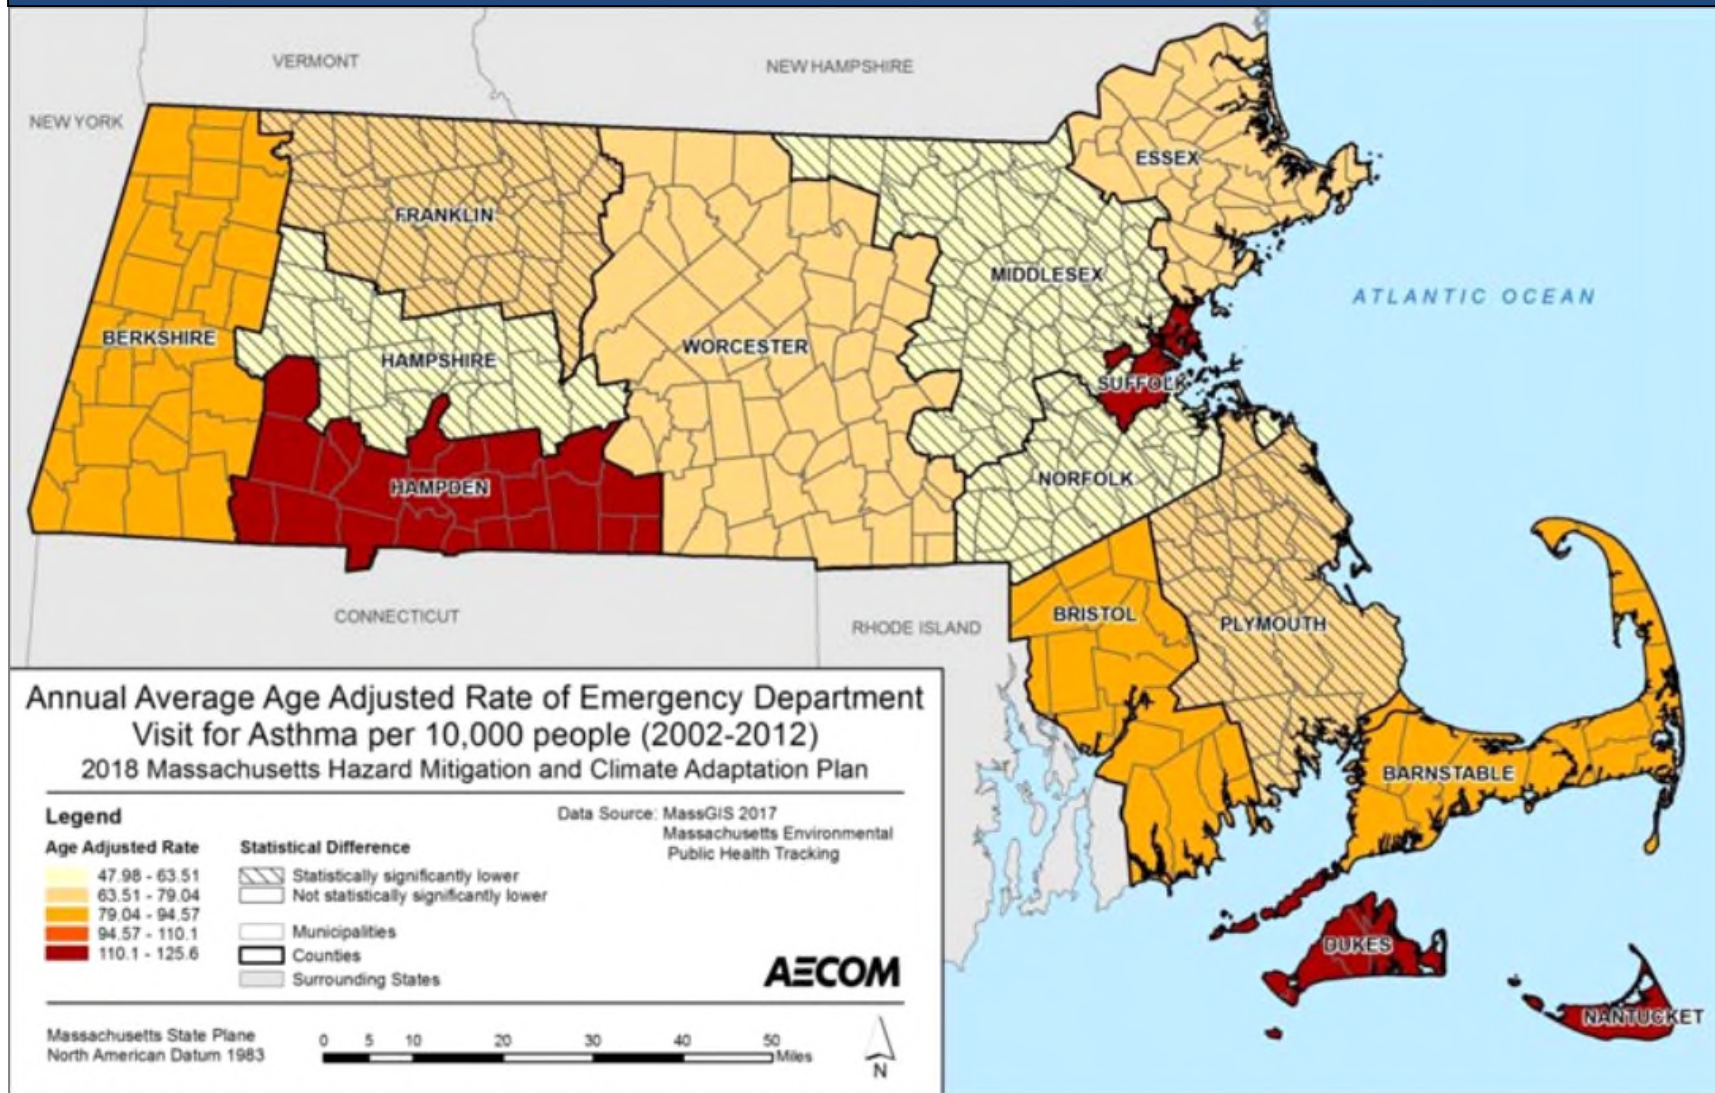 VERMONT
NEW HAMPSHIRE
NEW YORK
ESSEX
FRANKLIN
MIDDLESEX
ATLANTIC OCEAN
BERKSHIRE
HAMPSHIRE
WORCESTER
SUFFOLK
HAMPDEN
NORFOLK
CONNECTICUT
RHODE ISLAND
BRISTOL
PLYMOUTH
BARNSTABLE
DUKES
NANTUCKET
Annual Average Age Adjusted Rate of Emergency Department
Visit for Asthma per 10,000 people (2002-2012)
2018 Massachusetts Hazard Mitigation and Climate Adaptation Plan
Legend
Age Adjusted Rate
47.98 - 63.51
63.51 - 79.04
79.04 - 94.57
94.57 - 110.1
110.1 - 125.6
Statistical Difference
Statistically significantly lower
Not statistically significantly lower
Municipalities
Counties
Surrounding States
Data Source: MassGIS 2017
Massachusetts Environmental
Public Health Tracking
AECOM
Massachusetts State Plane
North American Datum 1983
0 5 10 20 30 40 50 Miles
N